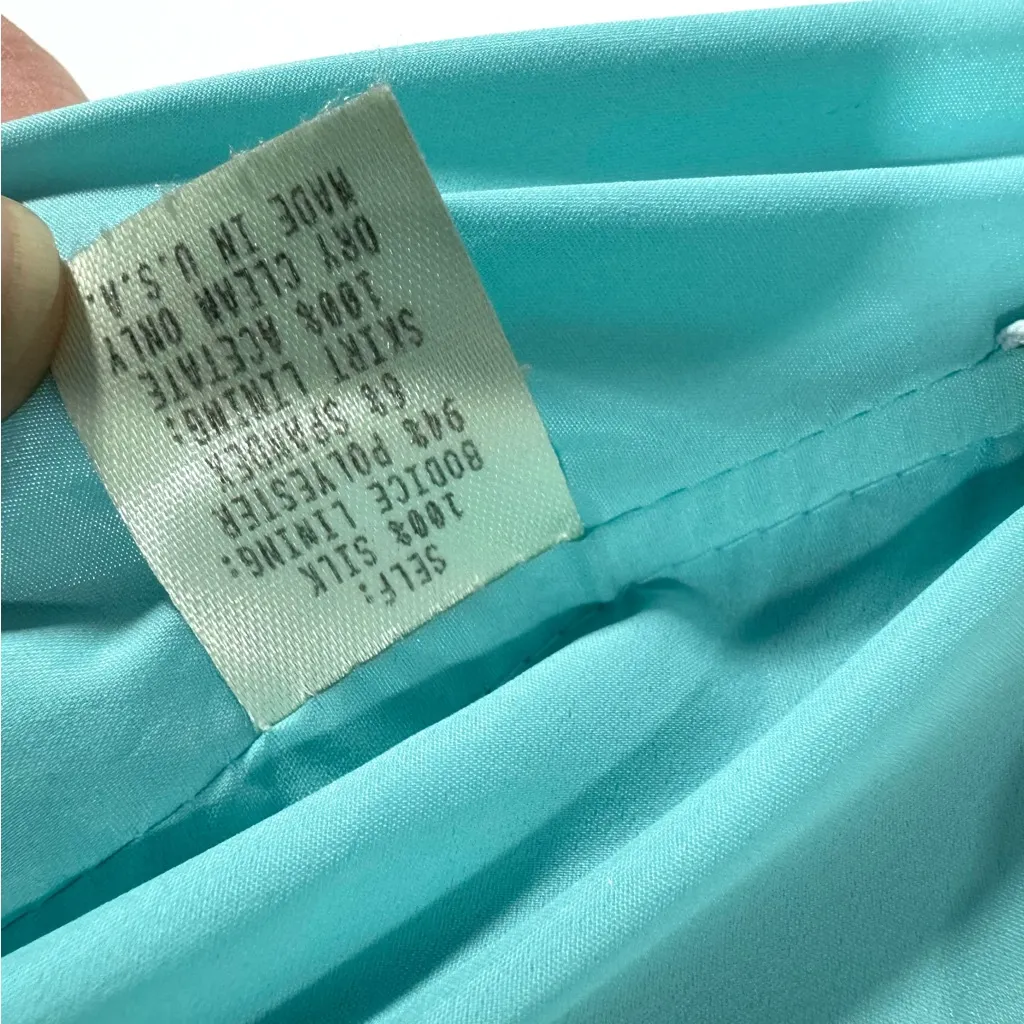 SELF:
100% SILK
BODICE LINING:
94% POLYESTER
6% SPANDEX
SKIRT LINING:
100% ACETATE
DRY CLEAN ONLY
MADE IN U.S.A.